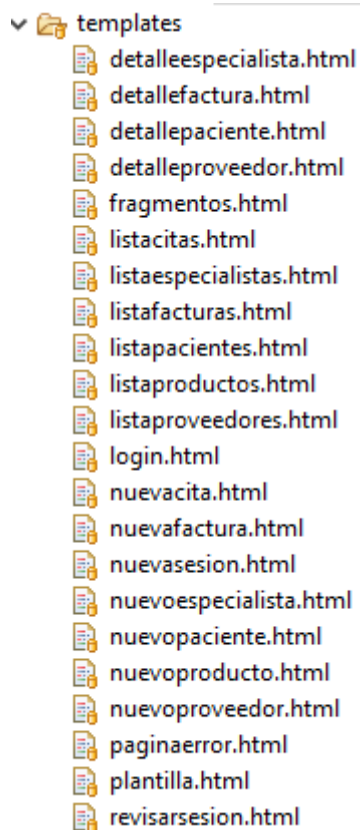 templates
detalleespecialista.html
detallefactura.html
detallepaciente.html
detalleproveedor.html
fragmentos.html
listacitas.html
listaespecialistas.html
listafacturas.html
listapacientes.html
listaproductos.html
listaproveedores.html
login.html
nuevacita.html
nuevafactura.html
nuevasesion.html
nuevoespecialista.html
nuevopaciente.html
nuevoproducto.html
nuevoproveedor.html
paginaerror.html
plantilla.html
revisarsesion.html